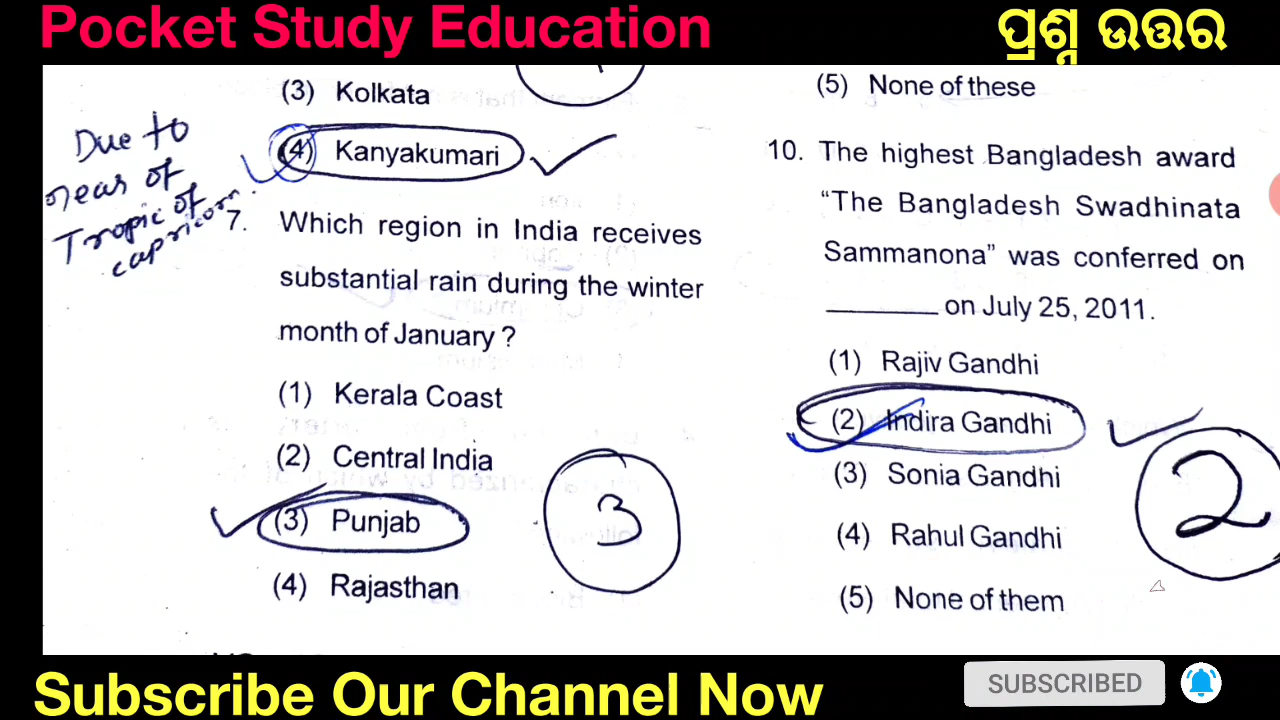 Pocket Study Education
ପ୍ରଶ୍ନ ଉତ୍ତର
(3) Kolkata
(4) Kanyakumari
Due to
near of
Tropic of
capricorn.
7. Which region in India receives
substantial rain during the winter
month of January ?
(1) Kerala Coast
(2) Central India
(3) Punjab
(4) Rajasthan
3
(5) None of these
10. The highest Bangladesh award
“The Bangladesh Swadhinata
Sammanona” was conferred on
________ on July 25, 2011.
(1) Rajiv Gandhi
(2) Indira Gandhi
(3) Sonia Gandhi
(4) Rahul Gandhi
(5) None of them
2
Subscribe Our Channel Now
SUBSCRIBED